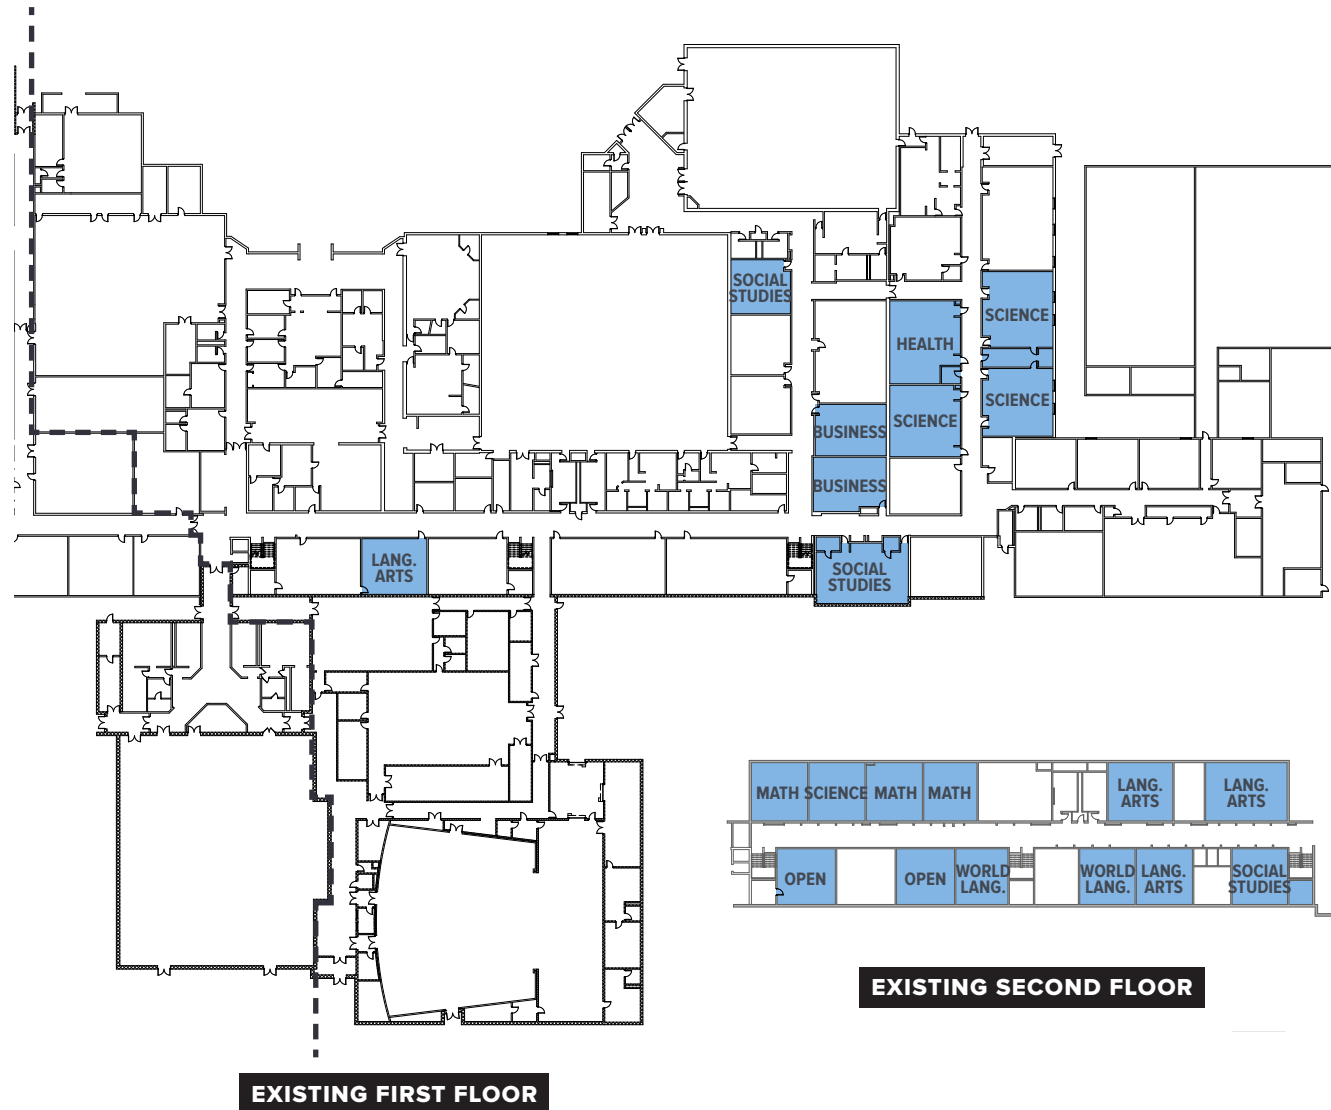 SOCIAL
STUDIES
SCIENCE
HEALTH
SCIENCE
SCIENCE
BUSINESS
BUSINESS
LANG.
ARTS
SOCIAL
STUDIES
MATH
SCIENCE
MATH
MATH
LANG.
ARTS
LANG.
ARTS
OPEN
OPEN
WORLD
LANG.
WORLD
LANG.
LANG.
ARTS
SOCIAL
STUDIES
EXISTING SECOND FLOOR
EXISTING FIRST FLOOR